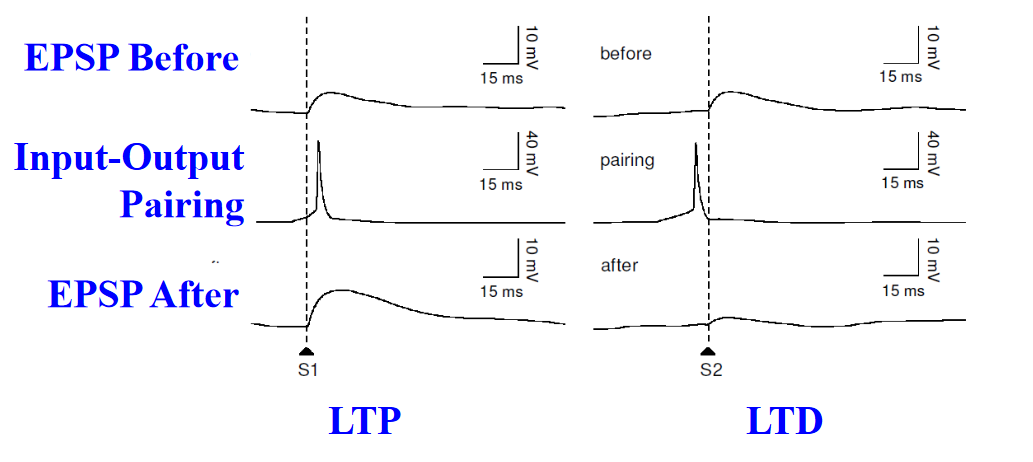 EPSP Before
10 mV
15 ms
before
10 mV
15 ms
Input-Output
Pairing
40 mV
15 ms
pairing
40 mV
15 ms
EPSP After
10 mV
15 ms
after
10 mV
15 ms
S1
S2
LTP
LTD